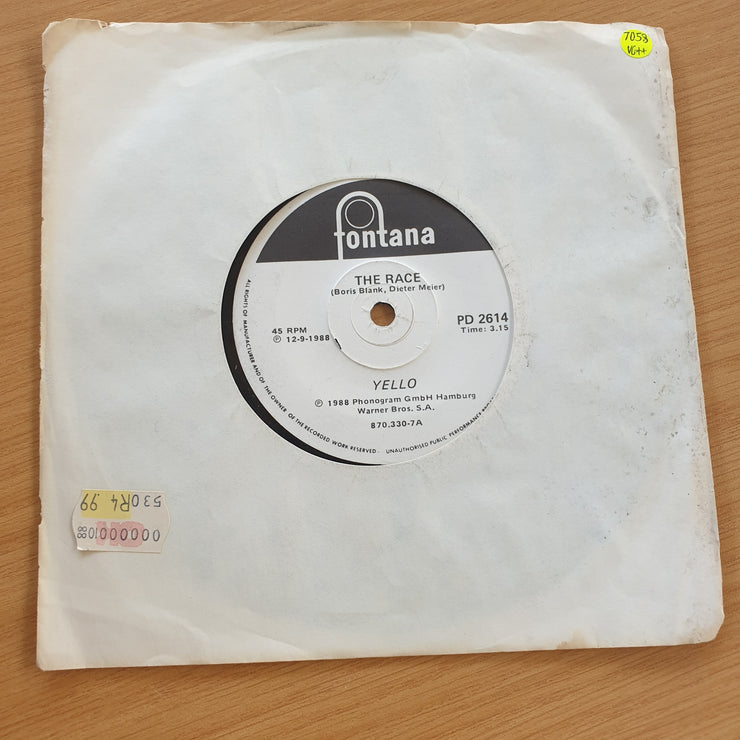 7058
VG++
fontana
THE RACE
(Boris Blank, Dieter Meier)
45 RPM
℗ 12-9-1988
PD 2614
Time: 3.15
YELLO
℗ 1988 Phonogram GmbH Hamburg
Warner Bros. S.A.
870.330-7A
ALL RIGHTS OF MANUFACTURER AND OF THE OWNER OF THE RECORDED WORK RESERVED. UNAUTHORISED PUBLIC PERFORMANCE
530R4.99